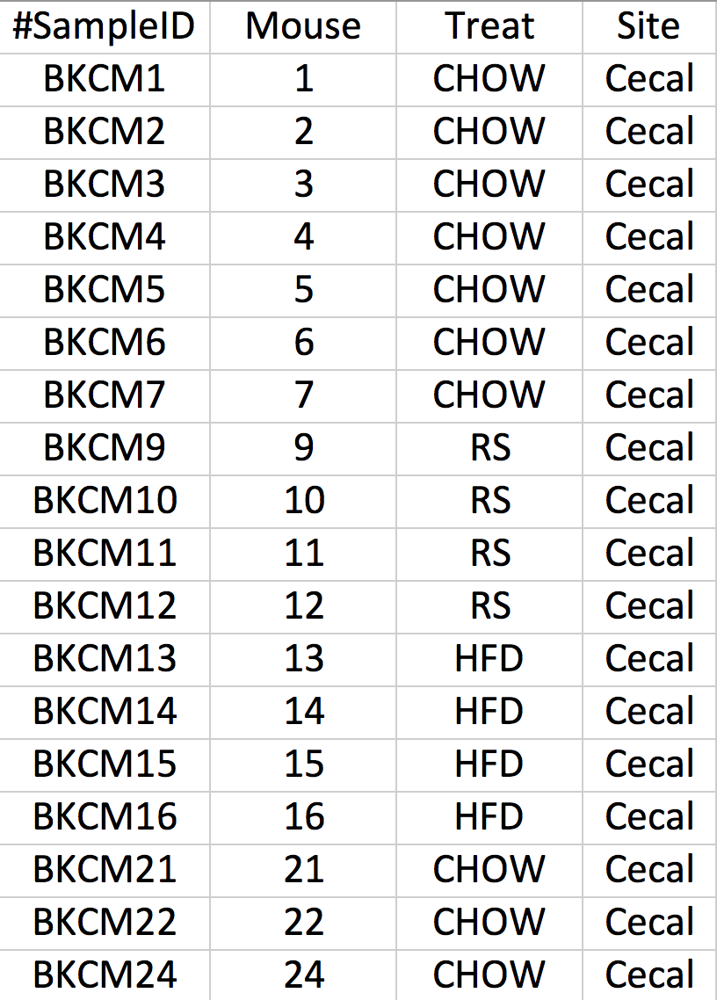 #SampleID Mouse Treat Site
BKCM1 1 CHOW Cecal
BKCM2 2 CHOW Cecal
BKCM3 3 CHOW Cecal
BKCM4 4 CHOW Cecal
BKCM5 5 CHOW Cecal
BKCM6 6 CHOW Cecal
BKCM7 7 CHOW Cecal
BKCM9 9 RS Cecal
BKCM10 10 RS Cecal
BKCM11 11 RS Cecal
BKCM12 12 RS Cecal
BKCM13 13 HFD Cecal
BKCM14 14 HFD Cecal
BKCM15 15 HFD Cecal
BKCM16 16 HFD Cecal
BKCM21 21 CHOW Cecal
BKCM22 22 CHOW Cecal
BKCM24 24 CHOW Cecal